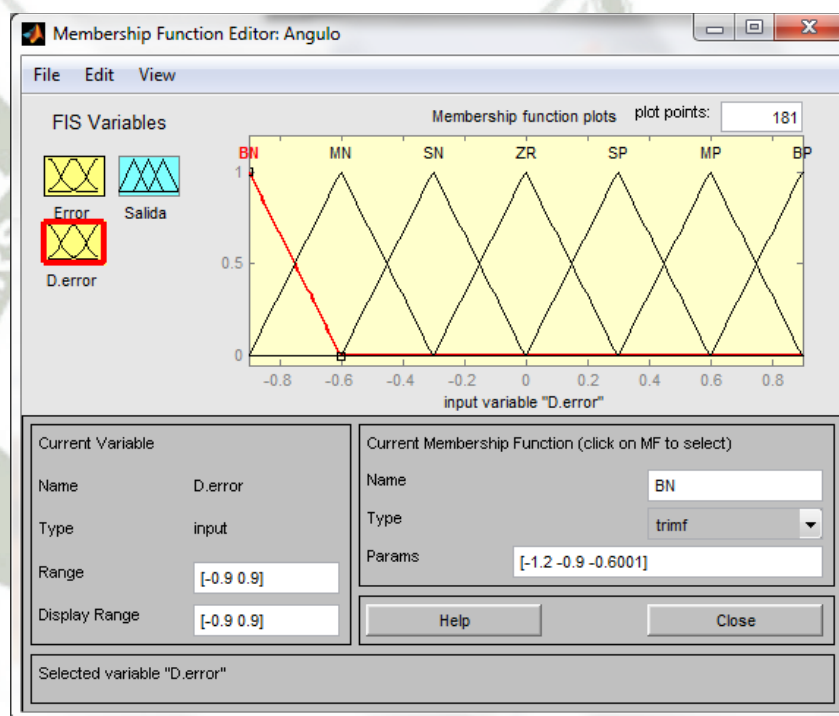 Membership Function Editor: Angulo
File Edit View
FIS Variables
Membership function plots plot points: 181
BN MN SN ZR SP MP BP
1
0.5
0
-0.8 -0.6 -0.4 -0.2 0 0.2 0.4 0.6 0.8
input variable "D.error"
Error Salida
D.error
Current Variable
Name D.error
Type input
Range [-0.9 0.9]
Display Range [-0.9 0.9]
Current Membership Function (click on MF to select)
Name BN
Type trimf
Params [-1.2 -0.9 -0.6001]
Help Close
Selected variable "D.error"